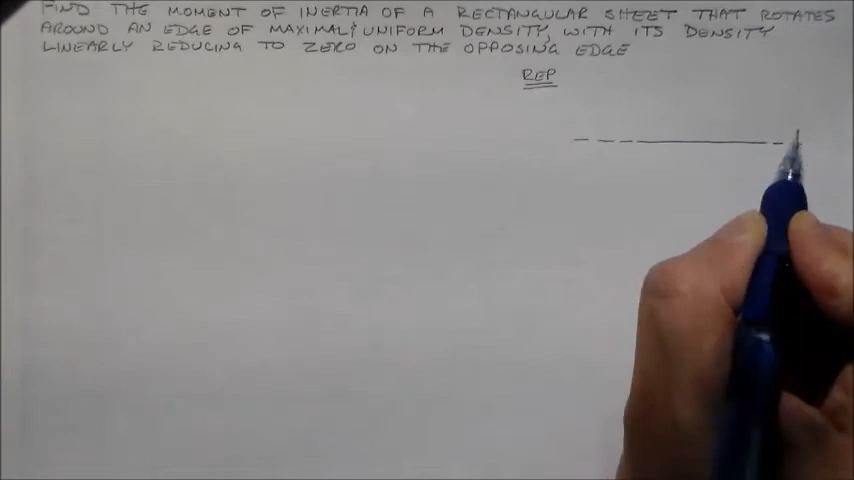 FIND THE MOMENT OF INERTIA OF A RECTANGULAR SHEET THAT ROTATES
AROUND AN EDGE OF MAXIMAL & UNIFORM DENSITY, WITH ITS DENSITY
LINEARLY REDUCING TO ZERO ON THE OPPOSING EDGE
REP